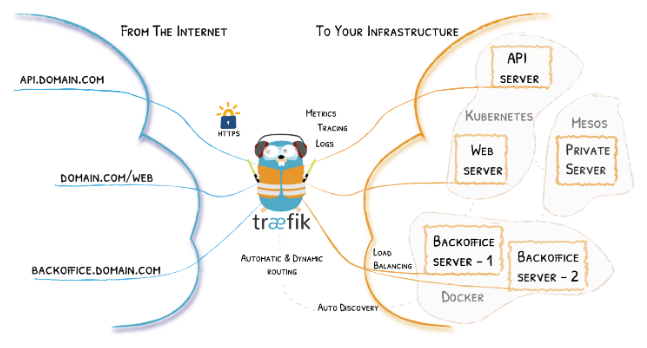 FROM THE INTERNET
TO YOUR INFRASTRUCTURE
API.DOMAIN.COM
API
SERVER
HTTPS
METRICS
TRACING
LOGS
KUBERNETES
MESOS
WEB
SERVER
PRIVATE
SERVER
DOMAIN.COM/WEB
træfik
BACKOFFICE.DOMAIN.COM
AUTOMATIC & DYNAMIC
ROUTING
LOAD
BALANCING
BACKOFFICE
SERVER - 1
BACKOFFICE
SERVER - 2
DOCKER
AUTO DISCOVERY